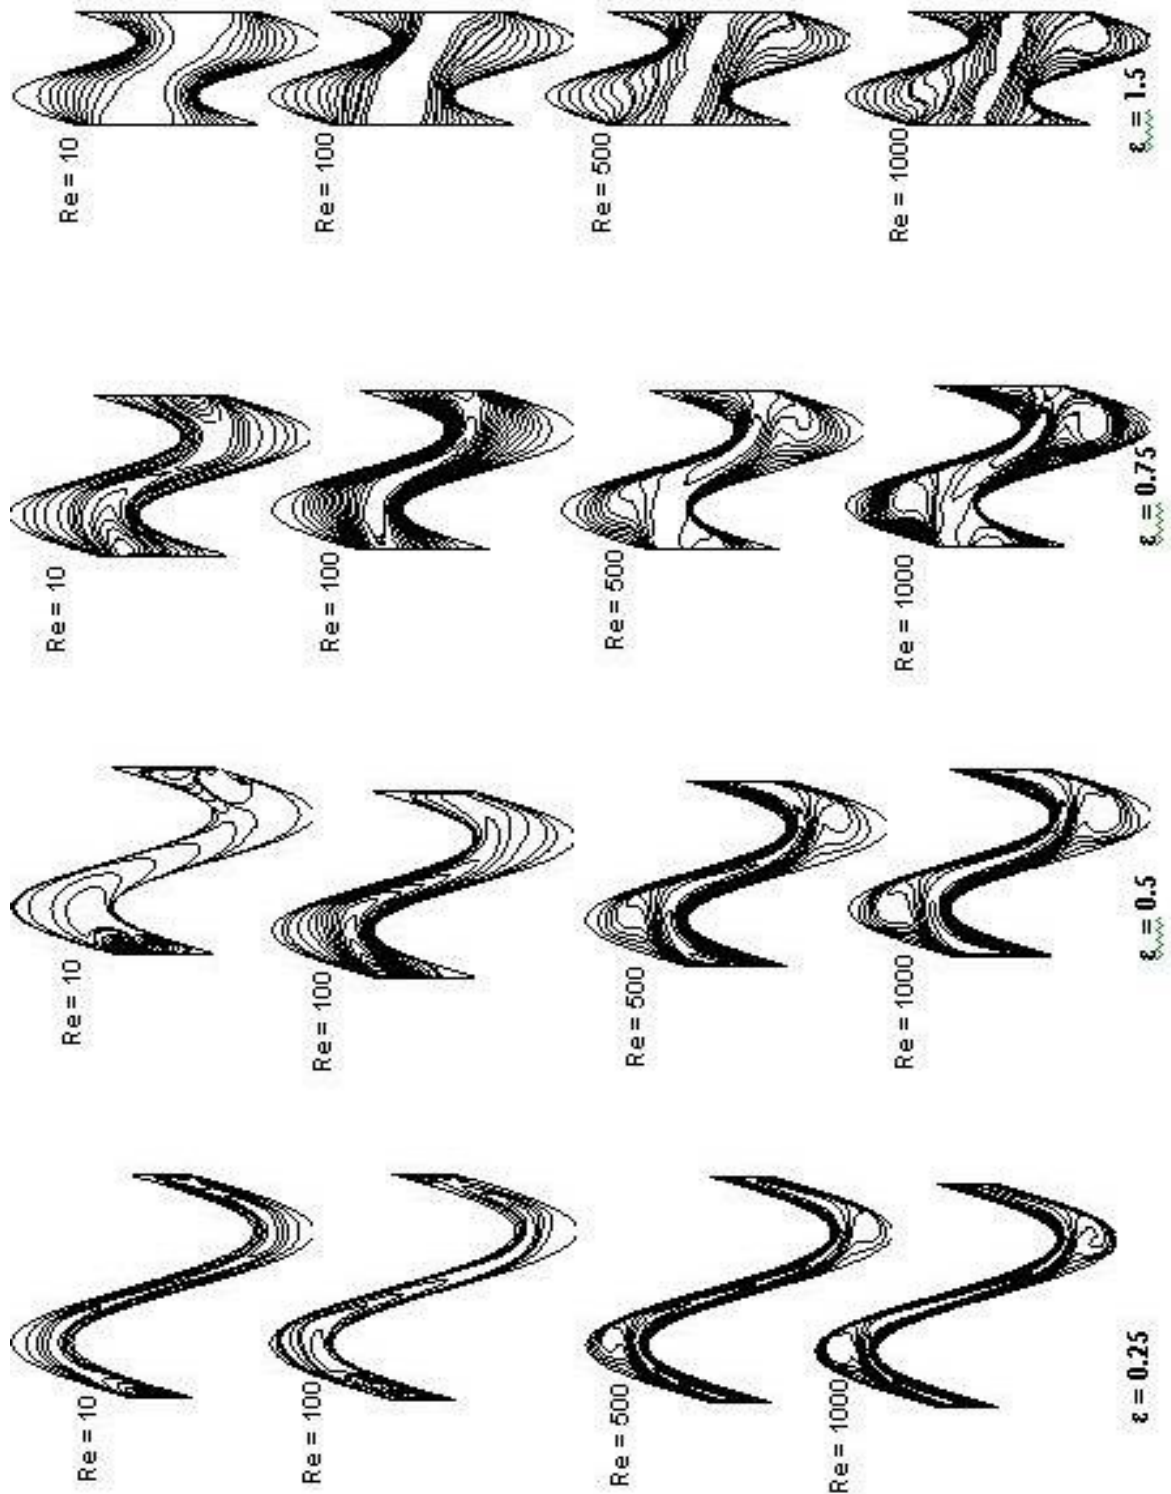 Re = 10
Re = 100
Re = 500
Re = 1000
ε = 0.25
Re = 10
Re = 100
Re = 500
Re = 1000
ε = 0.5
Re = 10
Re = 100
Re = 500
Re = 1000
ε = 0.75
Re = 10
Re = 100
Re = 500
Re = 1000
ε = 1.5